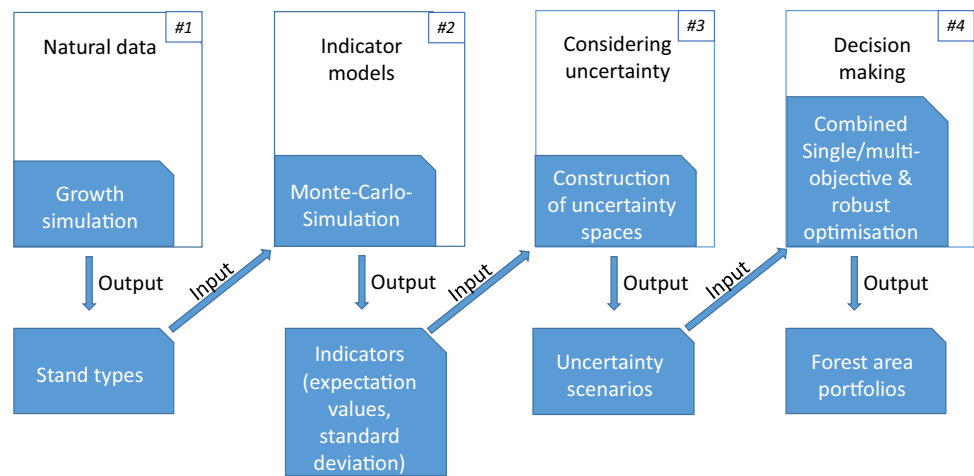 #1
Natural data
Growth
simulation
Output
Stand types
Input
#2
Indicator
models
Monte-Carlo-
Simulation
Output
Indicators
(expectation
values,
standard
deviation)
Input
#3
Considering
uncertainty
Construction
of uncertainty
spaces
Output
Uncertainty
scenarios
Input
#4
Decision
making
Combined
Single/multi-
objective &
robust
optimisation
Output
Forest area
portfolios